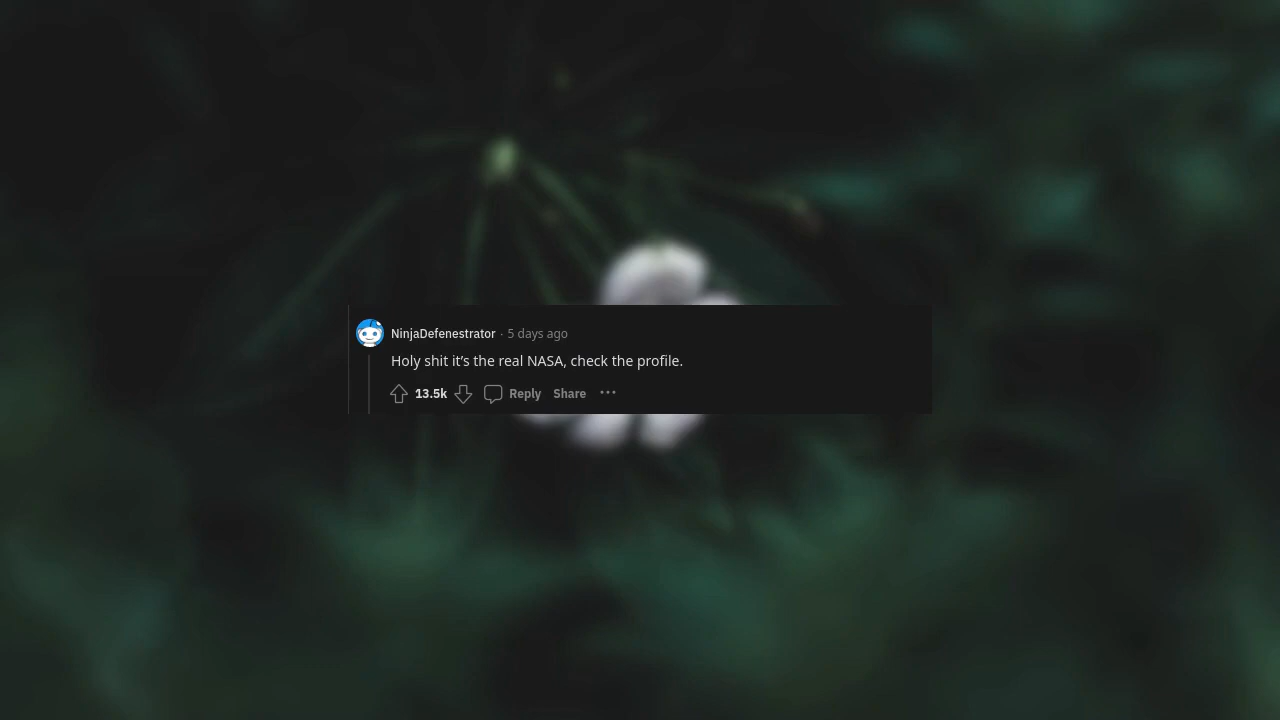 NinjaDefenestrator · 5 days ago
Holy shit it’s the real NASA, check the profile.
13.5k Reply Share ···